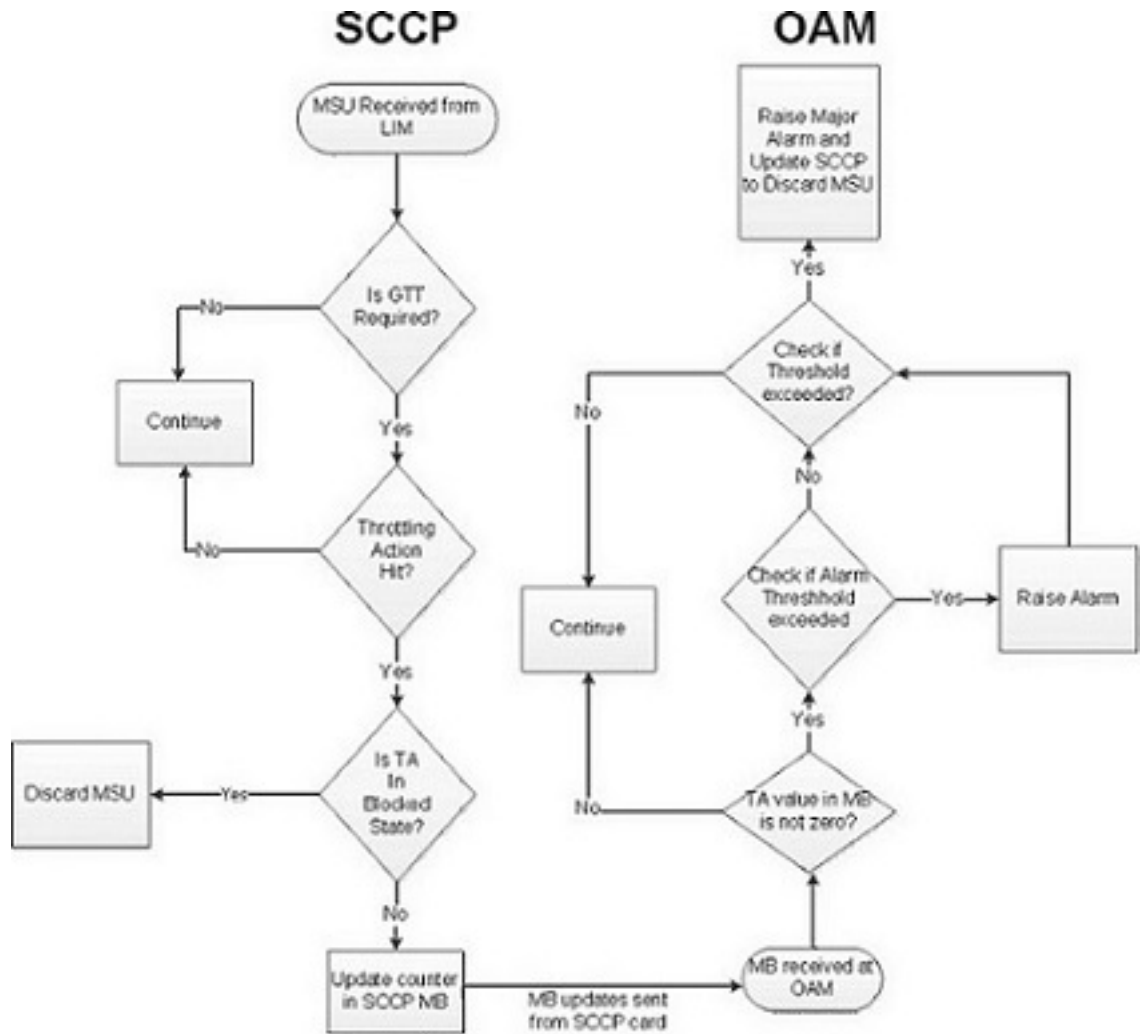 SCCP
OAM
MSU Received from
LIM
Is GTT
Required?
No
Continue
Yes
Throttling
Action
Hit?
No
Yes
Is TA
In
Blocked
State?
Yes
Discard MSU
No
Update counter
in SCCP MB
MB updates sent
from SCCP card
MB received at
OAM
TA value in MB
is not zero?
No
Continue
Yes
Check if Alarm
Threshhold
exceeded
Yes
Raise Alarm
No
Check if
Threshold
exceeded?
No
Yes
Raise Major
Alarm and
Update SCCP
to Discard MSU